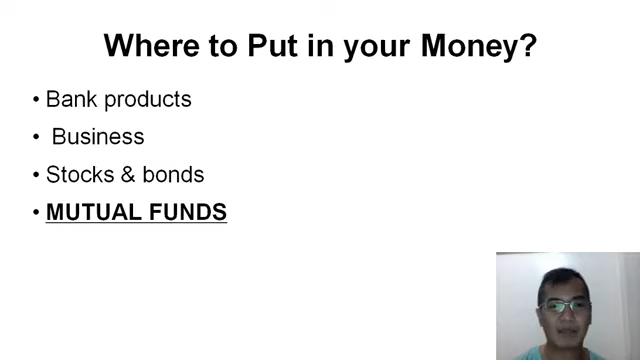 Where to Put in your Money?
• Bank products
• Business
• Stocks & bonds
• MUTUAL FUNDS